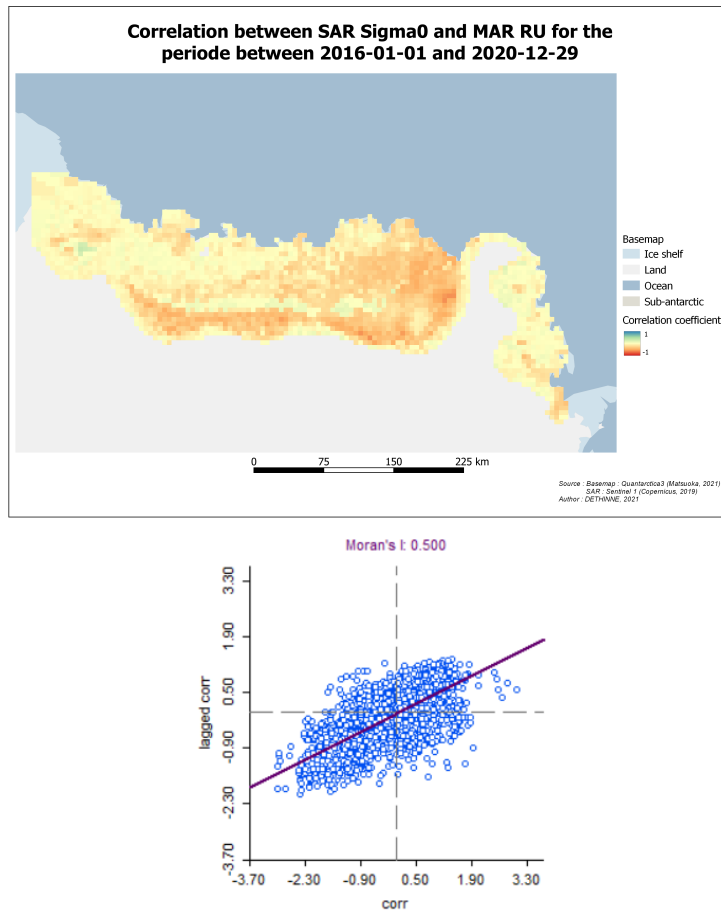 Correlation between SAR Sigma0 and MAR RU for the
periode between 2016-01-01 and 2020-12-29
Basemap
Ice shelf
Land
Ocean
Sub-antarctic
Correlation coefficient
1
-1
0 75 150 225 km
Source : Basemap : Quantarctica3 (Matsuoka, 2021)
SAR : Sentinel 1 (Copernicus, 2019)
Author : DETHINNE, 2021
Moran's I: 0.500
3.30
1.90
0.50
-0.90
-2.30
-3.70
lagged corr
-3.70 -2.30 -0.90 0.50 1.90 3.30
corr